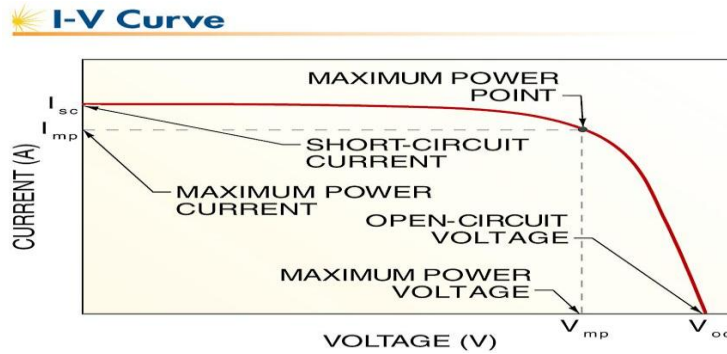 I-V Curve
MAXIMUM POWER
POINT
I sc
I mp
SHORT-CIRCUIT
CURRENT
MAXIMUM POWER
CURRENT
CURRENT (A)
OPEN-CIRCUIT
VOLTAGE
MAXIMUM POWER
VOLTAGE
V mp
V oc
VOLTAGE (V)